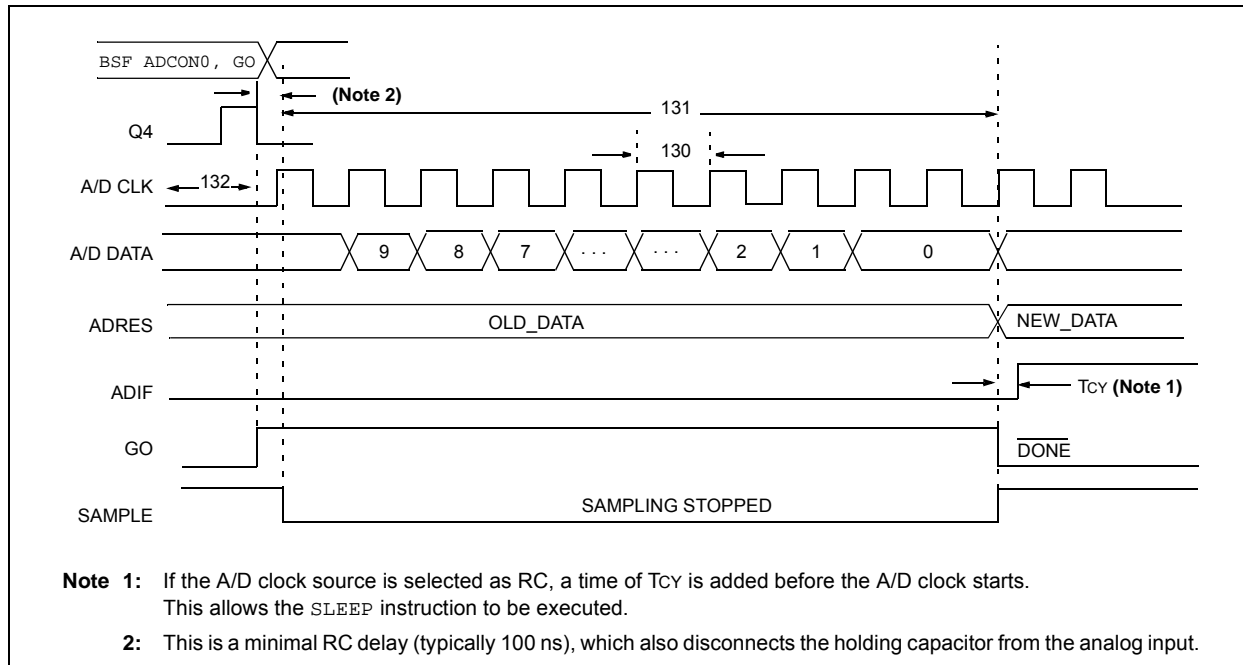 BSF ADCON0, GO
(Note 2)
131
Q4
130
A/D CLK
132
A/D DATA
9 8 7 . . . . . . 2 1 0
ADRES
OLD_DATA
NEW_DATA
ADIF
TCY (Note 1)
GO
DONE
SAMPLE
SAMPLING STOPPED
Note 1: If the A/D clock source is selected as RC, a time of TCY is added before the A/D clock starts.
This allows the SLEEP instruction to be executed.
2: This is a minimal RC delay (typically 100 ns), which also disconnects the holding capacitor from the analog input.